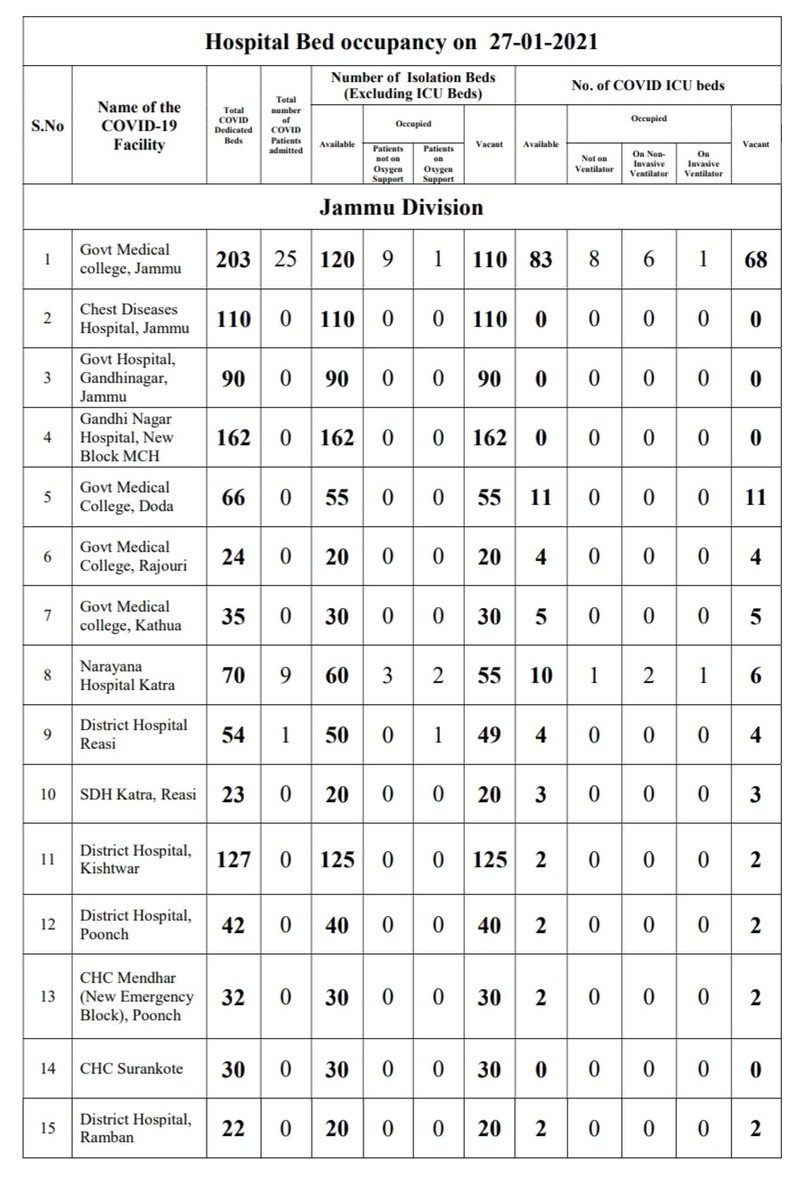 Hospital Bed occupancy on 27-01-2021
S.No
Name of the
COVID-19
Facility
Total
COVID
Dedicated
Beds
Total
number
of
COVID
Patients
admitted
Number of Isolation Beds
(Excluding ICU Beds)
No. of COVID ICU beds
Available
Occupied
Patients
not on
Oxygen
Support
Patients
on
Oxygen
Support
Vacant
Available
Occupied
Not on
Ventilator
On Non-
Invasive
Ventilator
On
Invasive
Ventilator
Vacant
Jammu Division
1 Govt Medical
college, Jammu 203 25 120 9 1 110 83 8 6 1 68
2 Chest Diseases
Hospital, Jammu 110 0 110 0 0 110 0 0 0 0 0
3 Govt Hospital,
Gandhinagar,
Jammu 90 0 90 0 0 90 0 0 0 0 0
4 Gandhi Nagar
Hospital, New
Block MCH 162 0 162 0 0 162 0 0 0 0 0
5 Govt Medical
College, Doda 66 0 55 0 0 55 11 0 0 0 11
6 Govt Medical
College, Rajouri 24 0 20 0 0 20 4 0 0 0 4
7 Govt Medical
college, Kathua 35 0 30 0 0 30 5 0 0 0 5
8 Narayana
Hospital Katra 70 9 60 3 2 55 10 1 2 1 6
9 District Hospital
Reasi 54 1 50 0 1 49 4 0 0 0 4
10 SDH Katra, Reasi 23 0 20 0 0 20 3 0 0 0 3
11 District Hospital,
Kishtwar 127 0 125 0 0 125 2 0 0 0 2
12 District Hospital,
Poonch 42 0 40 0 0 40 2 0 0 0 2
13 CHC Mendhar
(New Emergency
Block), Poonch 32 0 30 0 0 30 2 0 0 0 2
14 CHC Surankote 30 0 30 0 0 30 0 0 0 0 0
15 District Hospital,
Ramban 22 0 20 0 0 20 2 0 0 0 2